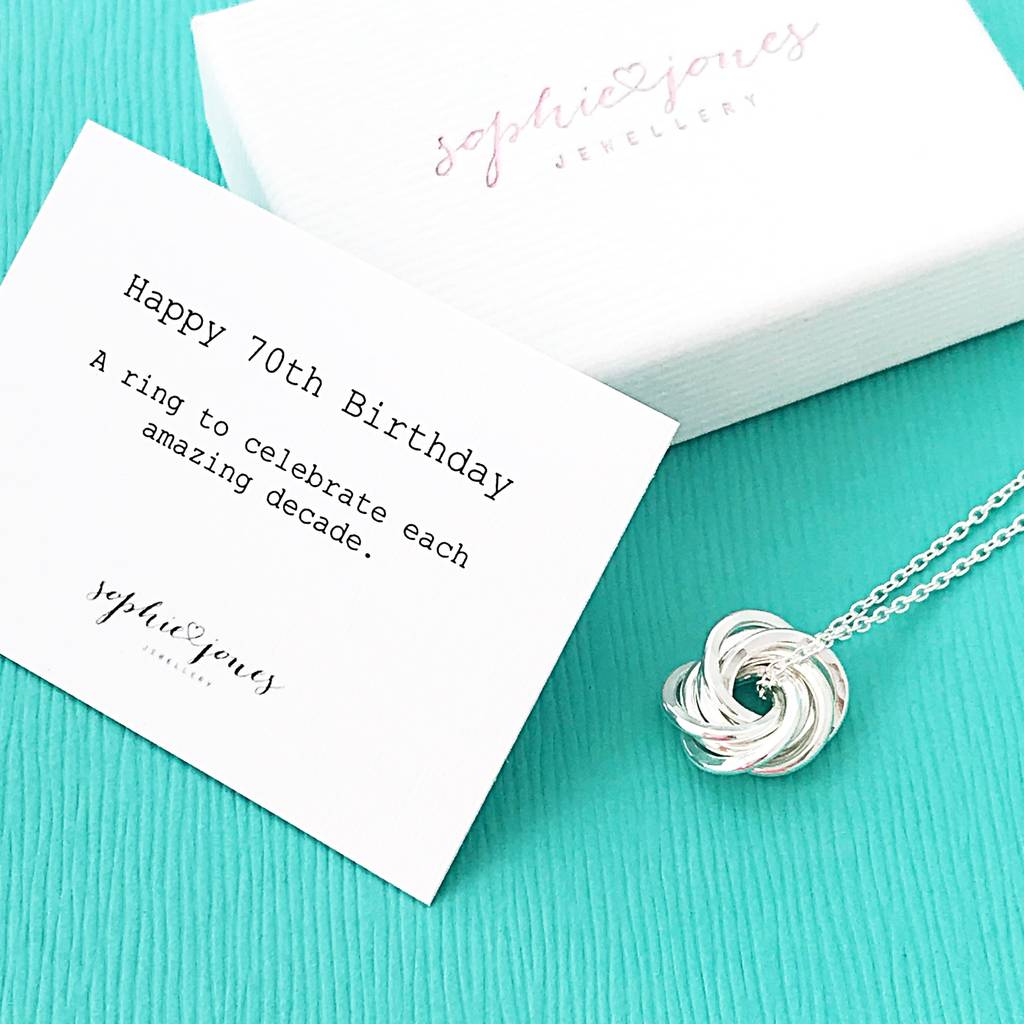 sophie jones
JEWELLERY
Happy 70th Birthday
A ring to celebrate each
amazing decade.
sophie jones
JEWELLERY